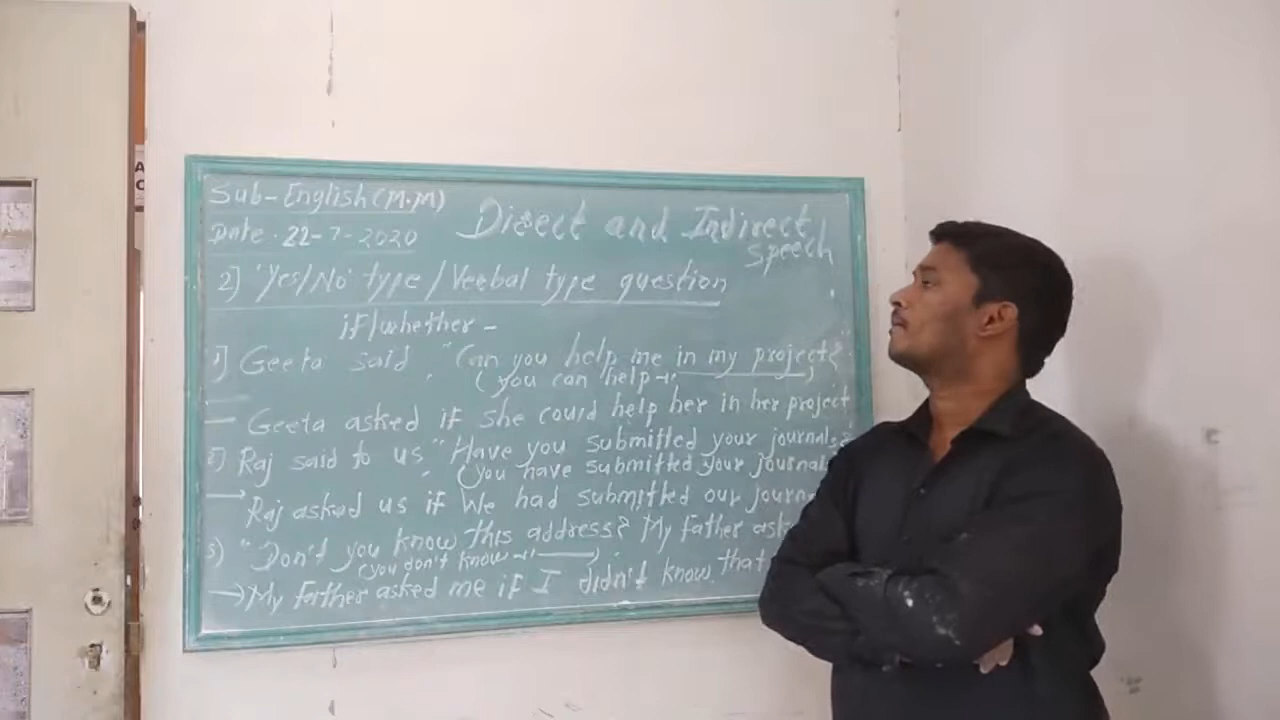 A
C
Sub-English(M.M)
Date. 22-7-2020
Direct and Indirect
speech
2] 'Yes/No' type/Verbal type question
if/whether -
1] Geeta said "Can you help me in my project?"
(you can help
- Geeta asked if she could help her in her project
2) Raj said to us "Have you submitted your journals?
(you have submitted your journals
→ Raj asked us if we had submitted our
3) "Don't you know this address? My father
(you don't know
→ My father asked me if I didn't know that